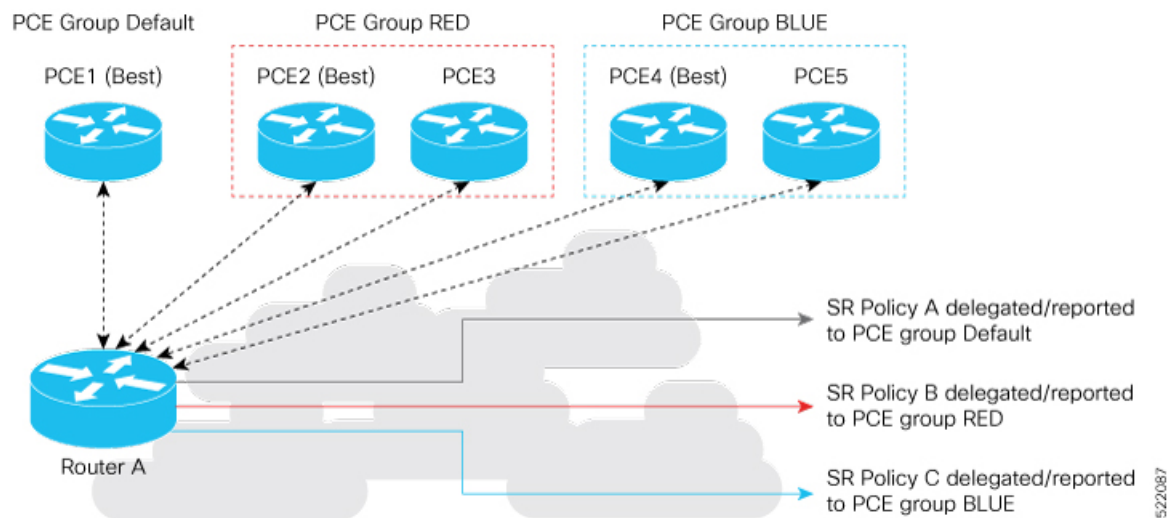 PCE Group Default
PCE Group RED
PCE Group BLUE
PCE1 (Best)
PCE2 (Best)
PCE3
PCE4 (Best)
PCE5
SR Policy A delegated/reported
to PCE group Default
SR Policy B delegated/reported
to PCE group RED
Router A
SR Policy C delegated/reported
to PCE group BLUE
522087